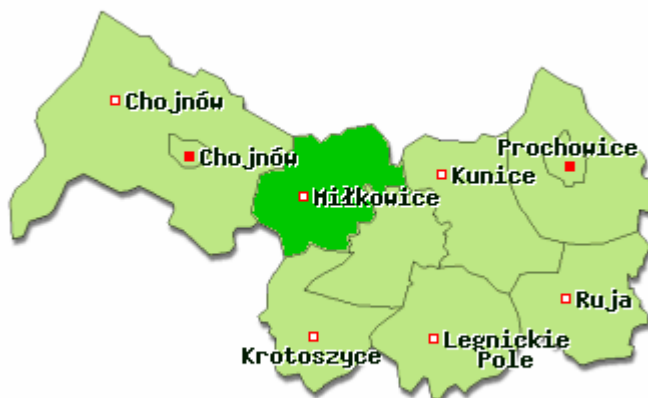 Chojnów
Chojnów
Prochowice
Kunice
Miłkowice
Ruja
Krotoszyce
Legnickie
Pole